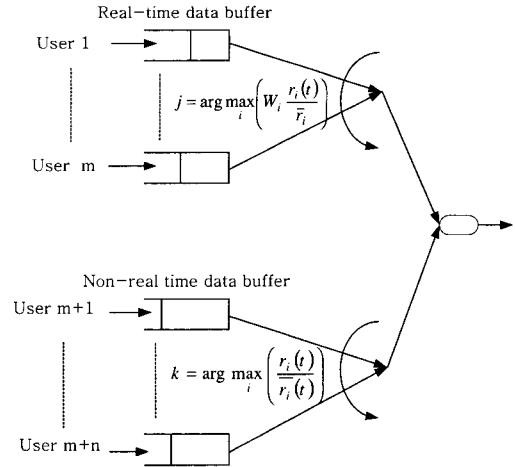 Real-time data buffer
User 1
j = arg max_i ( W_i r_i(t) / r̅_i )
User m
Non-real time data buffer
User m+1
k = arg max_i ( r_i(t) / r̅_i̅(̅t̅)̅ )
User m+n